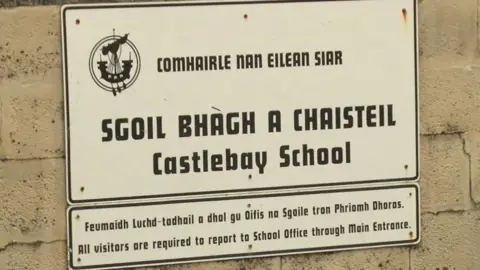 COMHAIRLE NAN EILEAN SIAR
SGOIL BHÀGH A CHAISTEIL
Castlebay School
Feumaidh Luchd-tadhail a dhol gu Oifis na Sgoile tron Phrìomh Dhoras.
All visitors are required to report to School Office through Main Entrance.